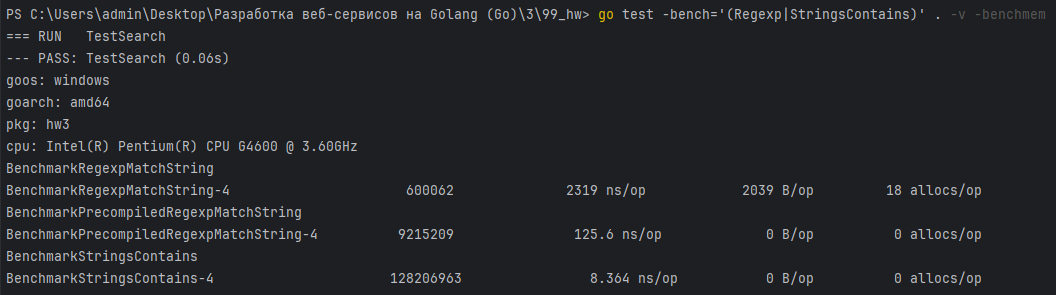 PS C:\Users\admin\Desktop\Разработка веб-сервисов на Golang (Go)\3\99_hw> go test -bench='(Regexp|StringsContains)' . -v -benchmem
=== RUN   TestSearch
--- PASS: TestSearch (0.06s)
goos: windows
goarch: amd64
pkg: hw3
cpu: Intel(R) Pentium(R) CPU G4600 @ 3.60GHz
BenchmarkRegexpMatchString
BenchmarkRegexpMatchString-4                      600062              2319 ns/op            2039 B/op         18 allocs/op
BenchmarkPrecompiledRegexpMatchString
BenchmarkPrecompiledRegexpMatchString-4          9215209               125.6 ns/op             0 B/op          0 allocs/op
BenchmarkStringsContains
BenchmarkStringsContains-4                      128206963                8.364 ns/op           0 B/op          0 allocs/op